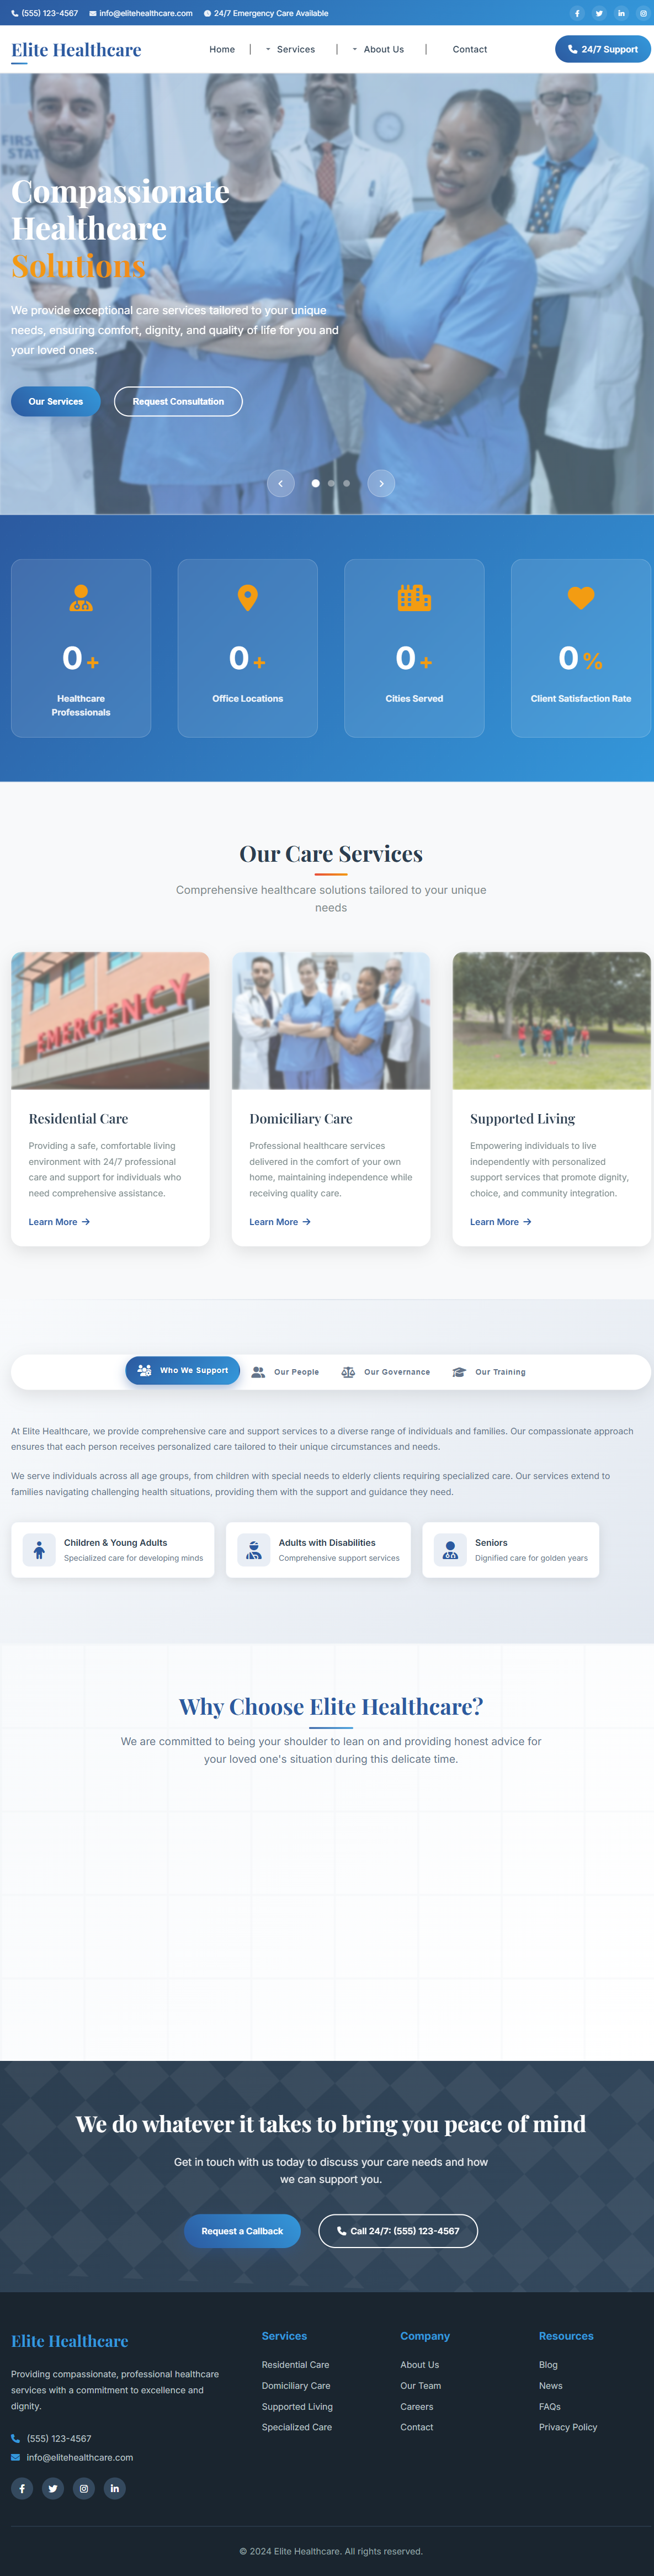 (555) 123-4567 info@elitehealthcare.com 24/7 Emergency Care Available
Elite Healthcare Home Services About Us Contact 24/7 Support
FIRST
STAT
Compassionate
Healthcare
Solutions
We provide exceptional care services tailored to your unique
needs, ensuring comfort, dignity, and quality of life for you and
your loved ones.
Our Services Request Consultation
0+ 0+ 0+ 0%
Healthcare
Professionals
Office Locations
Cities Served
Client Satisfaction Rate
Our Care Services
Comprehensive healthcare solutions tailored to your unique
needs
EMERGENCY
Residential Care
Providing a safe, comfortable living
environment with 24/7 professional
care and support for individuals who
need comprehensive assistance.
Learn More
Domiciliary Care
Professional healthcare services
delivered in the comfort of your own
home, maintaining independence while
receiving quality care.
Learn More
Supported Living
Empowering individuals to live
independently with personalized
support services that promote dignity,
choice, and community integration.
Learn More
Who We Support Our People Our Governance Our Training
At Elite Healthcare, we provide comprehensive care and support services to a diverse range of individuals and families. Our compassionate approach
ensures that each person receives personalized care tailored to their unique circumstances and needs.
We serve individuals across all age groups, from children with special needs to elderly clients requiring specialized care. Our services extend to
families navigating challenging health situations, providing them with the support and guidance they need.
Children & Young Adults
Specialized care for developing minds
Adults with Disabilities
Comprehensive support services
Seniors
Dignified care for golden years
Why Choose Elite Healthcare?
We are committed to being your shoulder to lean on and providing honest advice for
your loved one's situation during this delicate time.
We do whatever it takes to bring you peace of mind
Get in touch with us today to discuss your care needs and how
we can support you.
Request a Callback Call 24/7: (555) 123-4567
Elite Healthcare
Providing compassionate, professional healthcare
services with a commitment to excellence and
dignity.
(555) 123-4567
info@elitehealthcare.com
Services
Residential Care
Domiciliary Care
Supported Living
Specialized Care
Company
About Us
Our Team
Careers
Contact
Resources
Blog
News
FAQs
Privacy Policy
© 2024 Elite Healthcare. All rights reserved.